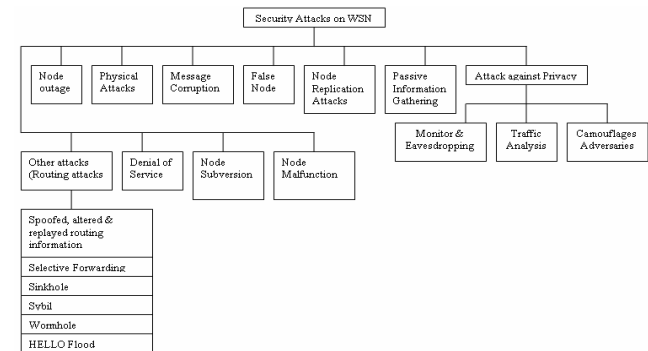 Security Attacks on WSN
Node
outage
Physical
Attacks
Message
Corruption
False
Node
Node
Replication
Attacks
Passive
Information
Gathering
Attack against Privacy
Monitor &
Eavesdropping
Traffic
Analysis
Camouflages
Adversaries
Other attacks
(Routing attacks
Denial of
Service
Node
Subversion
Node
Malfunction
Spoofed, altered &
replayed routing
information
Selective Forwarding
Sinkhole
Sybil
Wormhole
HELLO Flood